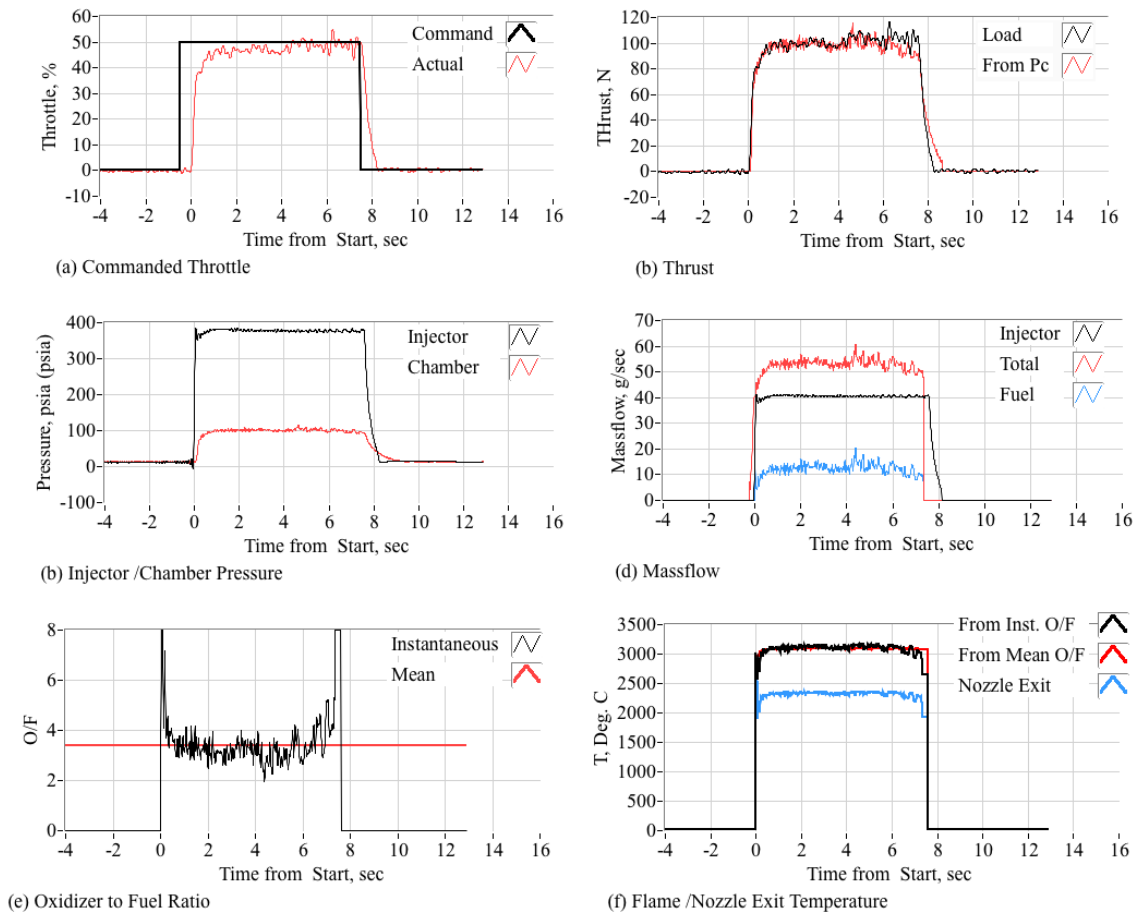 60
50
40
30
20
10
0
-10
Throttle, %
Command
Actual
-4 -2 0 2 4 6 8 10 12 14 16
Time from Start, sec
(a) Commanded Throttle
120
100
80
60
40
20
0
-20
THrust, N
Load
From Pc
-4 -2 0 2 4 6 8 10 12 14 16
Time from Start, sec
(b) Thrust
400
300
200
100
0
-100
Pressure, psia (psia)
Injector
Chamber
-4 -2 0 2 4 6 8 10 12 14 16
Time from Start, sec
(b) Injector /Chamber Pressure
70
60
50
40
30
20
10
0
Massflow, g/sec
Injector
Total
Fuel
-4 -2 0 2 4 6 8 10 12 14 16
Time from Start, sec
(d) Massflow
8
6
4
2
0
O/F
Instantaneous
Mean
-4 -2 0 2 4 6 8 10 12 14 16
Time from Start, sec
(e) Oxidizer to Fuel Ratio
3500
3000
2500
2000
1500
1000
500
0
T, Deg. C
From Inst. O/F
From Mean O/F
Nozzle Exit
-4 -2 0 2 4 6 8 10 12 14 16
Time from Start, sec
(f) Flame /Nozzle Exit Temperature